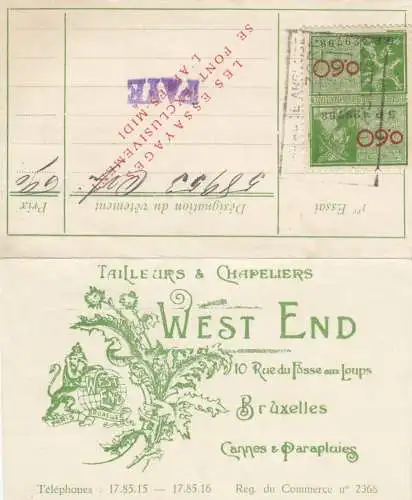 1er Essai
Désignation du vêtement
Prix
58953
LES ESSAYAGES
SE FONT EXCLUSIVEMENT
L'APRÈS MIDI
0.60
0.60
TAILLEURS & CHAPELIERS
WEST END
10 Rue du Fosse aux Loups
Bruxelles
Cannes & Parapluies
Téléphones : 17.85.15 — 17.85.16 Reg. du Commerce n° 2366